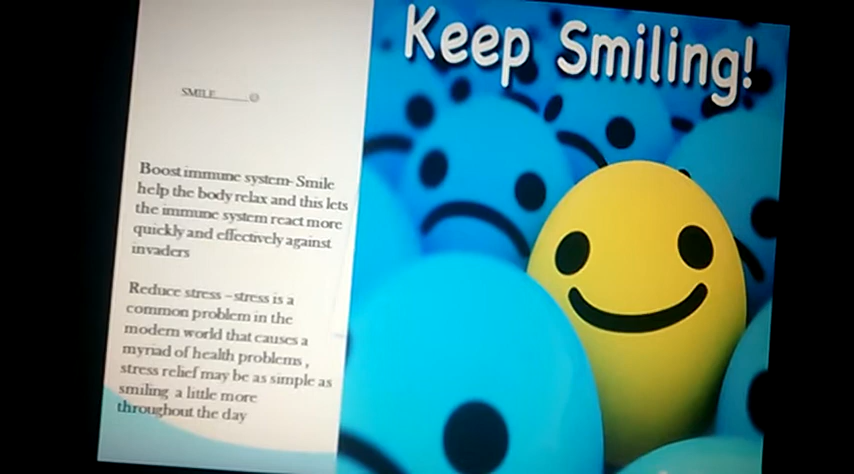 Keep Smiling!
SMILE______☺
Boost immune system- Smile
help the body relax and this lets
the immune system react more
quickly and effectively against
invaders
Reduce stress –stress is a
common problem in the
modern world that causes a
myriad of health problems ,
stress relief may be as simple as
smiling a little more
throughout the day